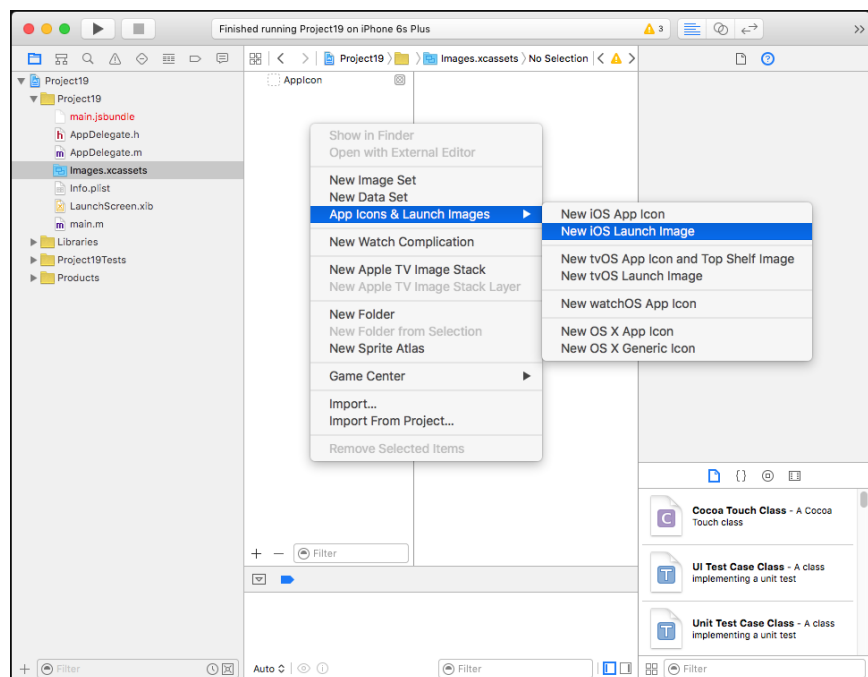 Finished running Project19 on iPhone 6s Plus
3
Project19
Images.xcassets
No Selection
Project19
Project19
main.jsbundle
h AppDelegate.h
m AppDelegate.m
Images.xcassets
Info.plist
LaunchScreen.xib
m main.m
Libraries
Project19Tests
Products
AppIcon
Show in Finder
Open with External Editor
New Image Set
New Data Set
App Icons & Launch Images
New Watch Complication
New Apple TV Image Stack
New Apple TV Image Stack Layer
New Folder
New Folder from Selection
New Sprite Atlas
Game Center
Import...
Import From Project...
Remove Selected Items
New iOS App Icon
New iOS Launch Image
New tvOS App Icon and Top Shelf Image
New tvOS Launch Image
New watchOS App Icon
New OS X App Icon
New OS X Generic Icon
Filter
{}
C
Cocoa Touch Class - A Cocoa
Touch class
T
UI Test Case Class - A class
implementing a unit test
T
Unit Test Case Class - A class
implementing a unit test
Filter
Auto
Filter
Filter